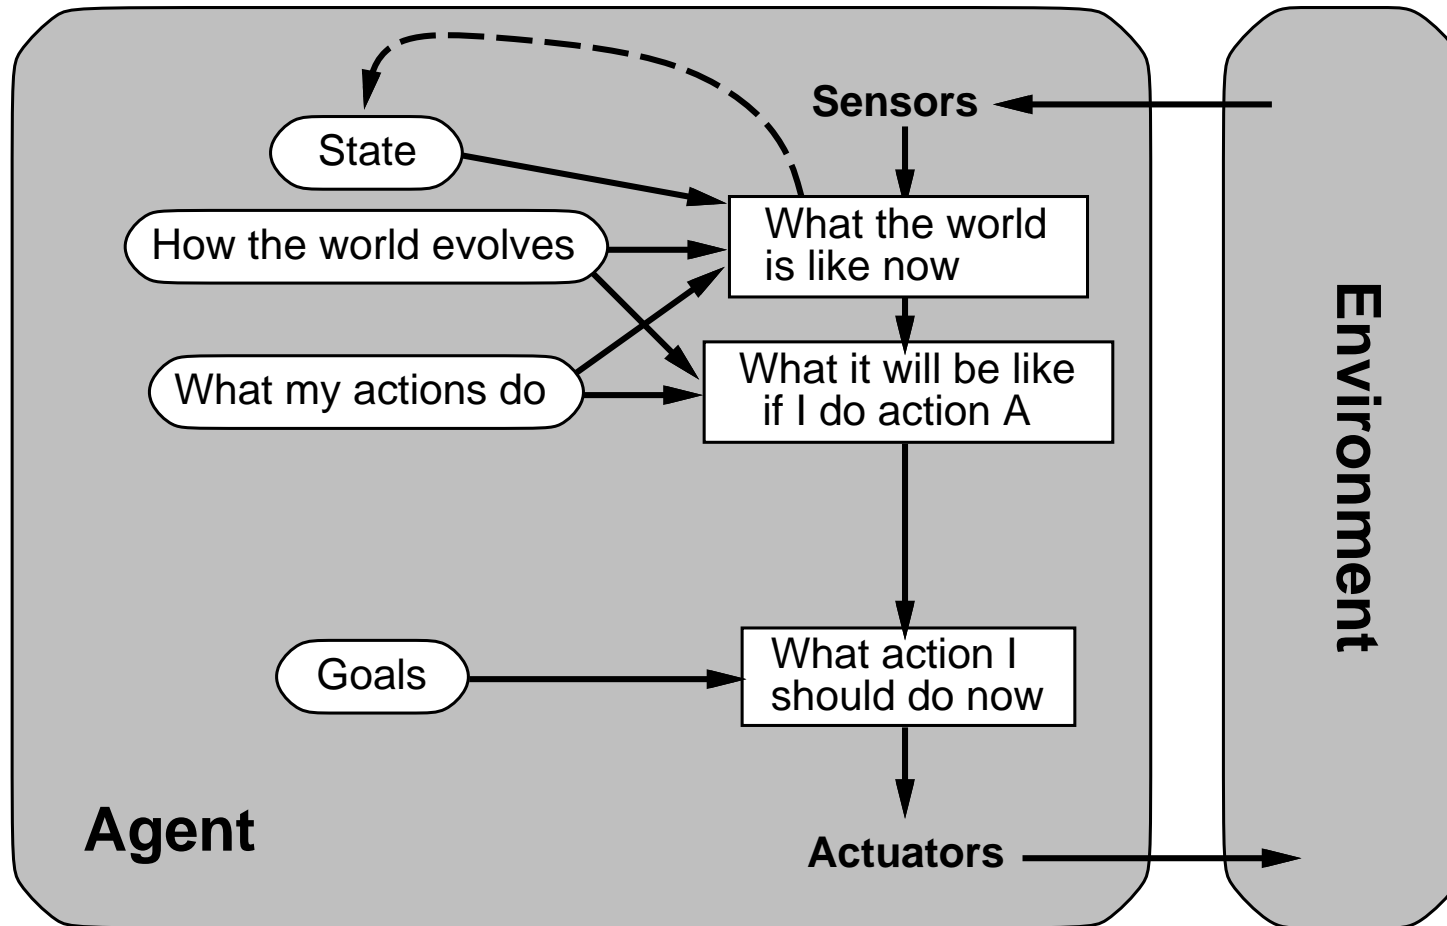 Sensors
State
What the world
is like now
How the world evolves
What it will be like
if I do action A
What my actions do
Environment
What action I
should do now
Goals
Agent
Actuators